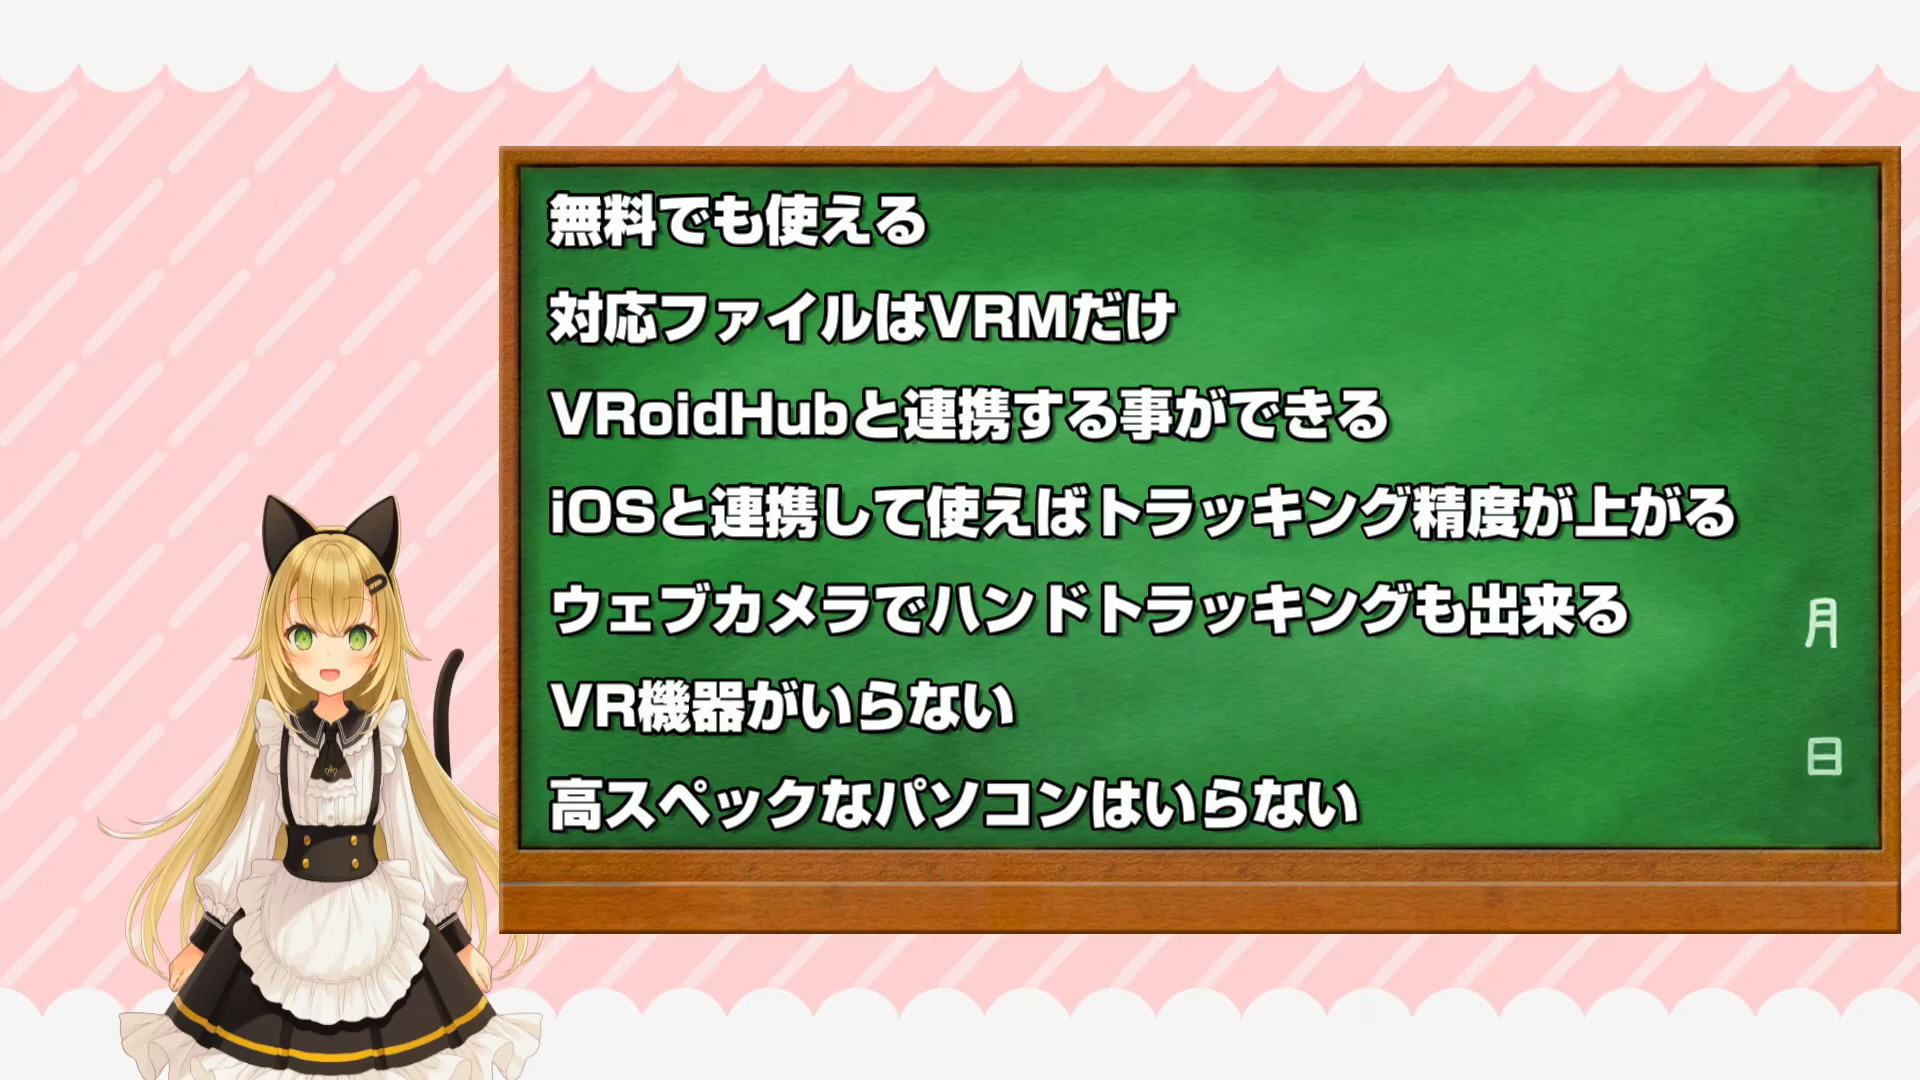 無料でも使える
対応ファイルはVRMだけ
VRoidHubと連携する事ができる
iOSと連携して使えばトラッキング精度が上がる
ウェブカメラでハンドトラッキングも出来る
VR機器がいらない
高スペックなパソコンはいらない
月
日